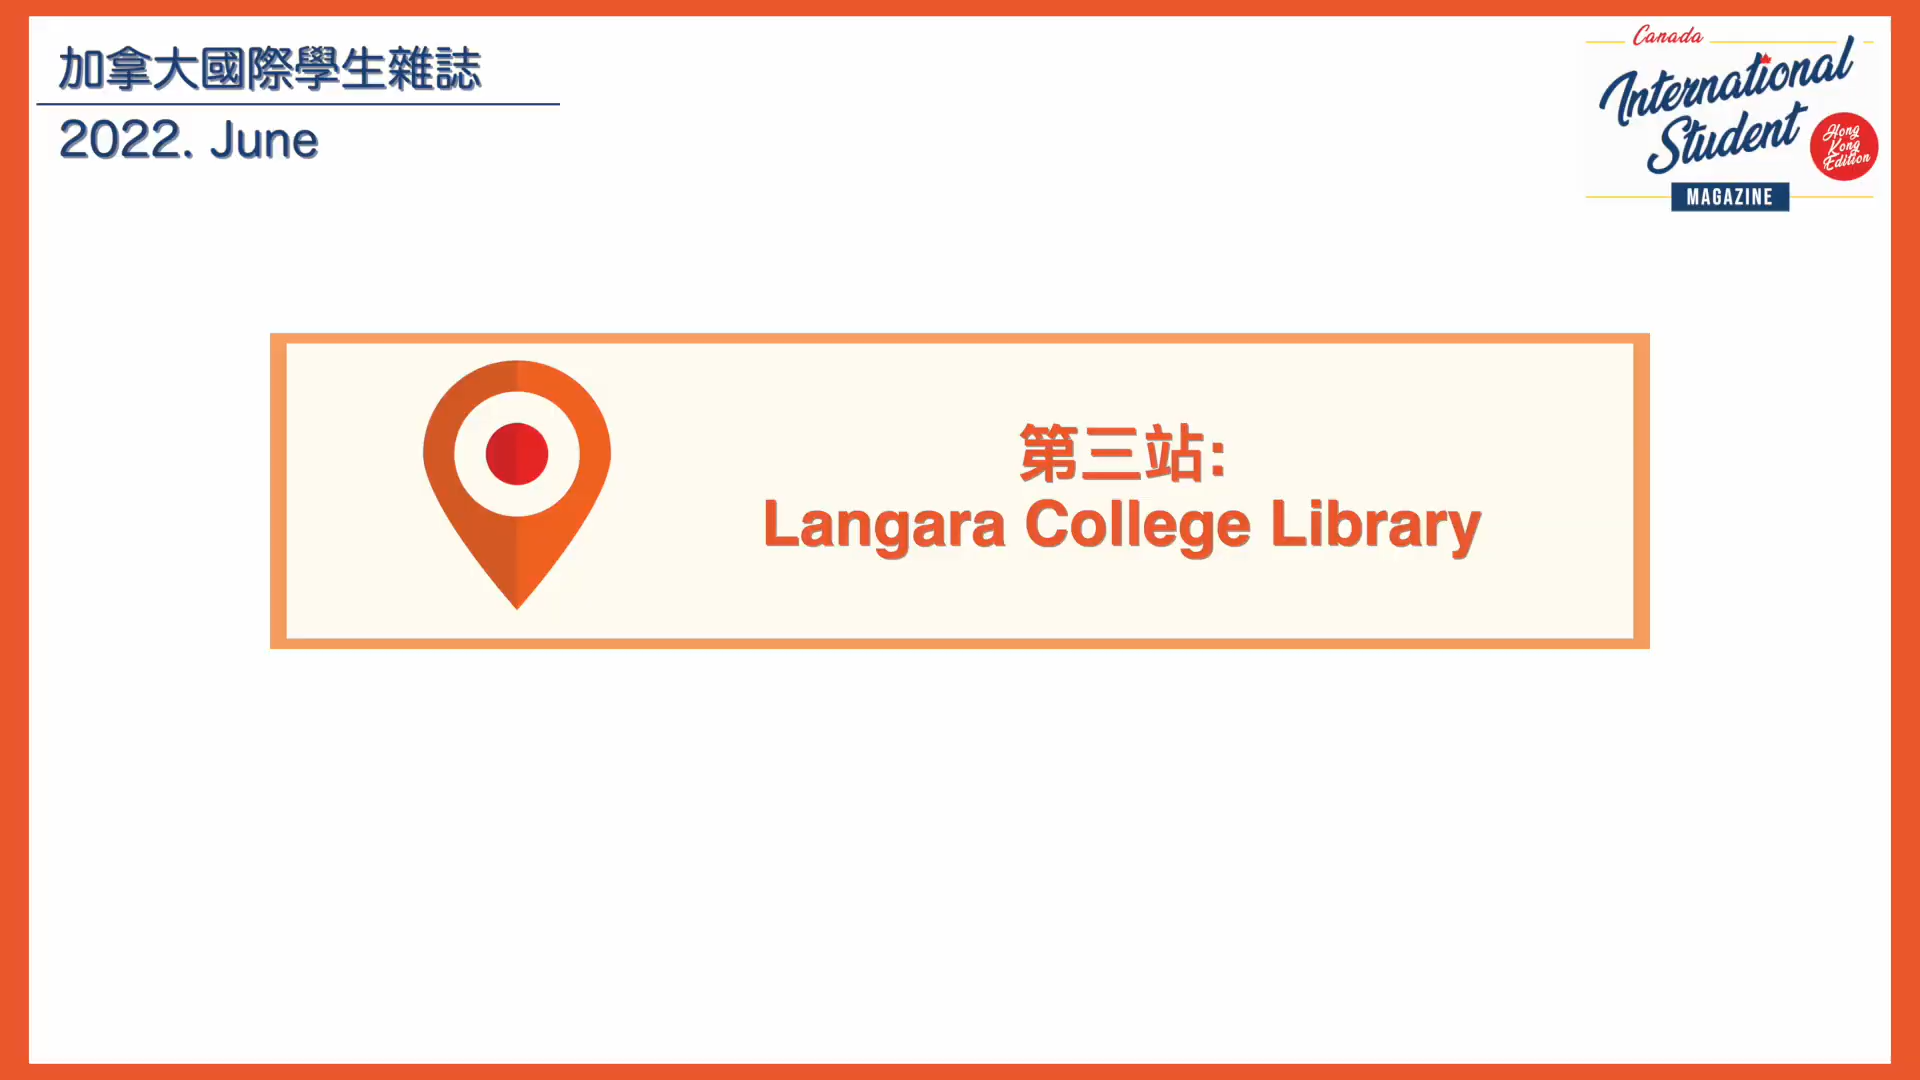 加拿大國際學生雜誌
2022. June
Canada
International
Student
Hong
Kong
Edition
MAGAZINE
第三站:
Langara College Library